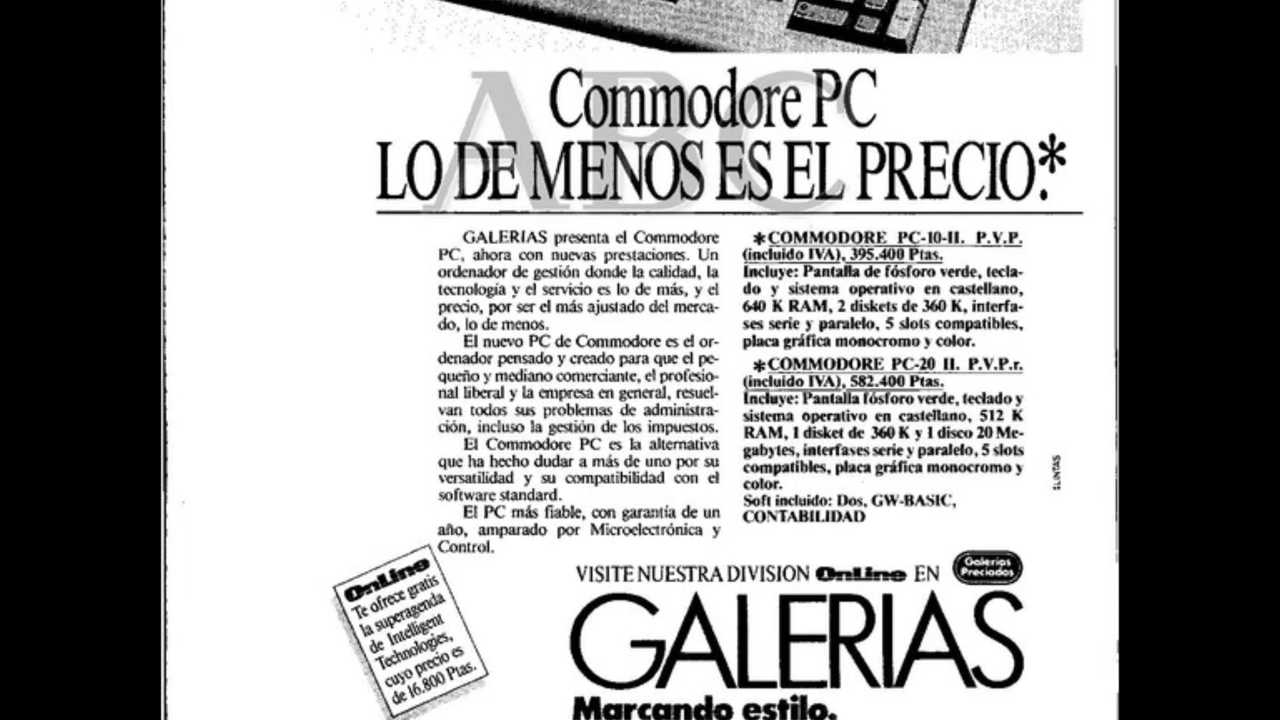 ABC
Commodore PC
LO DE MENOS ES EL PRECIO.*
GALERIAS presenta el Commodore
PC, ahora con nuevas prestaciones. Un
ordenador de gestión donde la calidad, la
tecnología y el servicio es lo de más, y el
precio, por ser el más ajustado del merca-
do, lo de menos.
El nuevo PC de Commodore es el or-
denador pensado y creado para que el pe-
queño y mediano comerciante, el profesio-
nal liberal y la empresa en general, resuel-
van todos sus problemas de administra-
ción, incluso la gestión de los impuestos.
El Commodore PC es la alternativa
que ha hecho dudar a más de uno por su
versatilidad y su compatibilidad con el
software standard.
El PC más fiable, con garantía de un
año, amparado por Microelectrónica y
Control.
*COMMODORE PC-10-II. P.V.P.
(incluido IVA), 395.400 Ptas.
Incluye: Pantalla de fósforo verde, tecla-
do y sistema operativo en castellano,
640 K RAM, 2 diskets de 360 K, interfa-
ses serie y paralelo, 5 slots compatibles,
placa gráfica monocromo y color.
*COMMODORE PC-20 II. P.V.P.r.
(incluido IVA), 582.400 Ptas.
Incluye: Pantalla fósforo verde, teclado y
sistema operativo en castellano, 512 K
RAM, 1 disket de 360 K y 1 disco 20 Me-
gabytes, interfases serie y paralelo, 5 slots
compatibles, placa gráfica monocromo y
color.
Soft incluido: Dos, GW-BASIC,
CONTABILIDAD
LINTAS
OnLine
Te ofrece gratis
la superagenda
de Intelligent
Technologies,
cuyo precio es
de 16.800 Ptas.
VISITE NUESTRA DIVISION OnLine EN
Galerías
Preciados
GALERIAS
Marcando estilo.